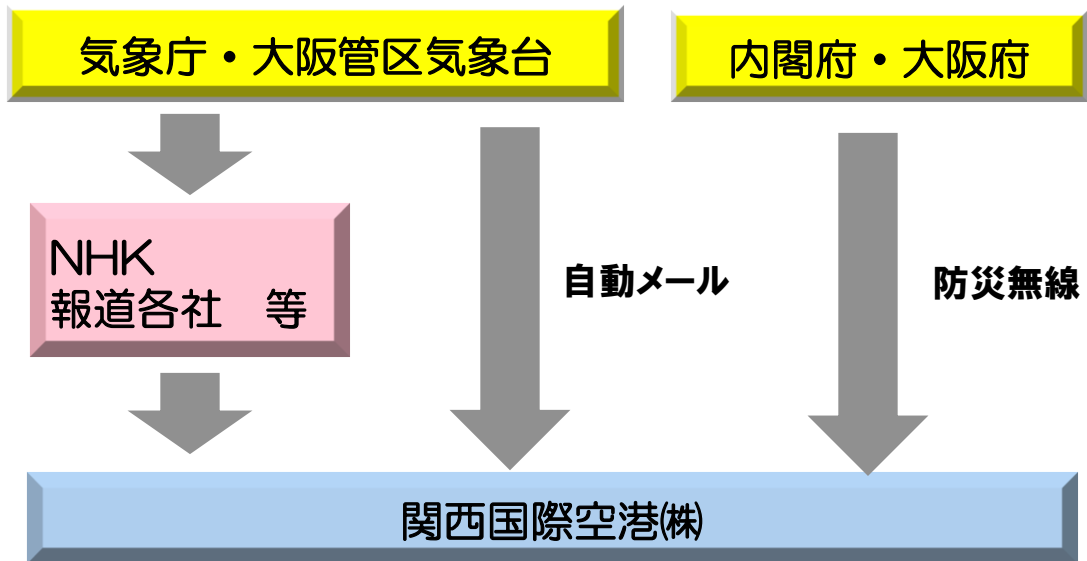 気象庁・大阪管区気象台
内閣府・大阪府
NHK
報道各社　等
自動メール
防災無線
関西国際空港㈱